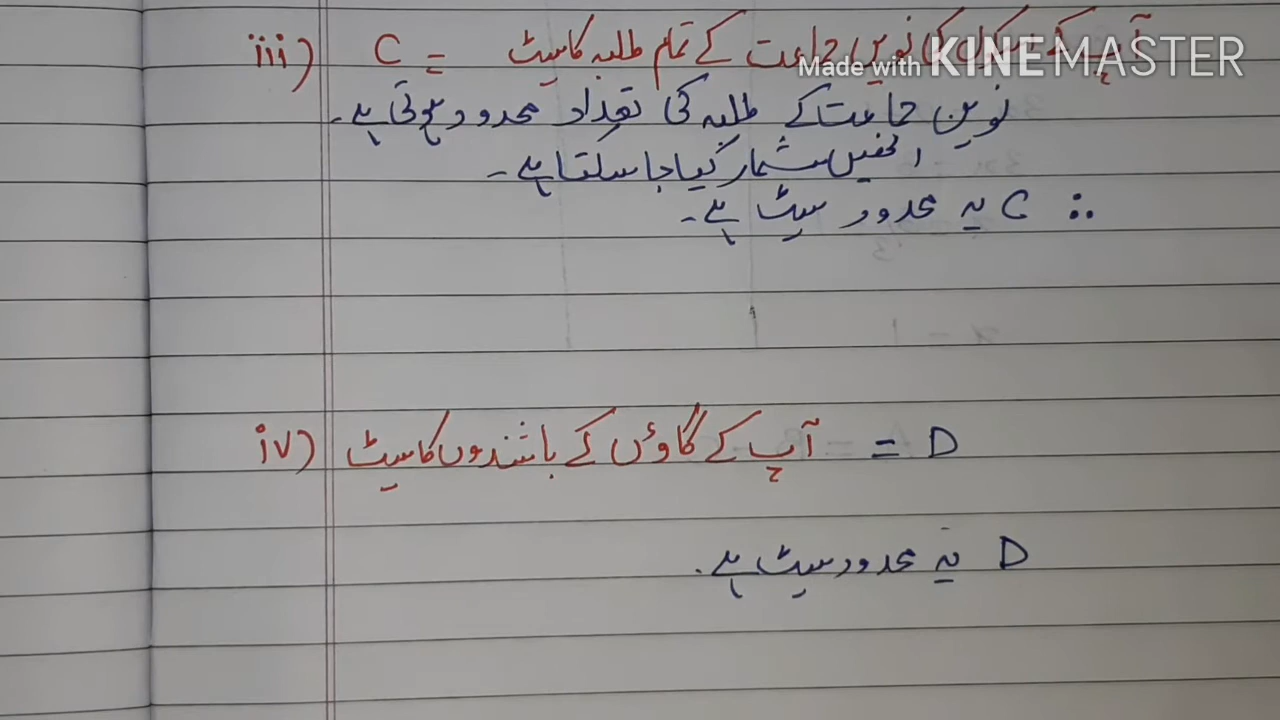 iii) C = آپ کے اسکول کی نویں جماعت کے تمام طلبہ کا سیٹ
Made with KINEMASTER
نویں جماعت کے طلبہ کی تعداد محدود ہوتی ہے۔
انھیں شمار کیا جا سکتا ہے۔
∴ C یہ محدود سیٹ ہے۔
iv) آپ کے گاؤں کے باشندوں کا سیٹ = D
D یہ محدود سیٹ ہے۔